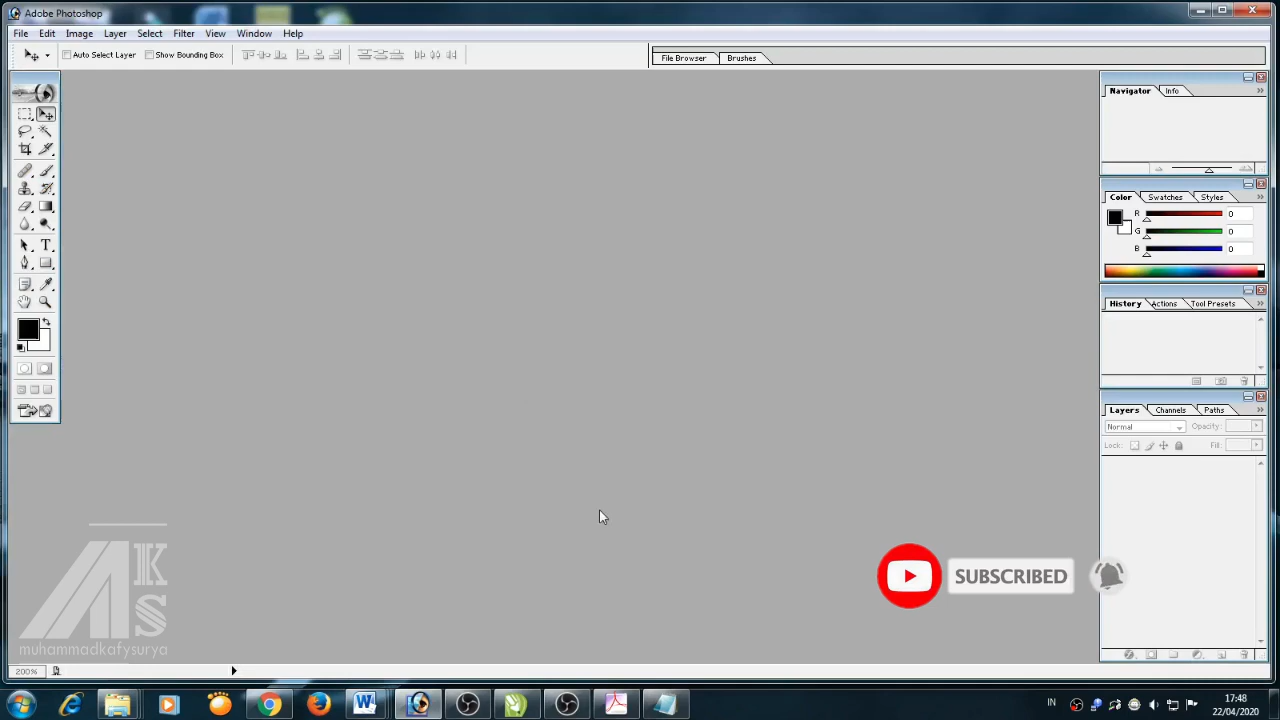 Adobe Photoshop
File Edit Image Layer Select Filter View Window Help
Auto Select Layer Show Bounding Box File Browser Brushes
Navigator Info
Color Swatches Styles
R 0
G 0
B 0
History Actions Tool Presets
Layers Channels Paths
Normal Opacity:
Lock: Fill:
T
AKS
muhammadkafysurya
SUBSCRIBED
200%
IN
17:48
22/04/2020